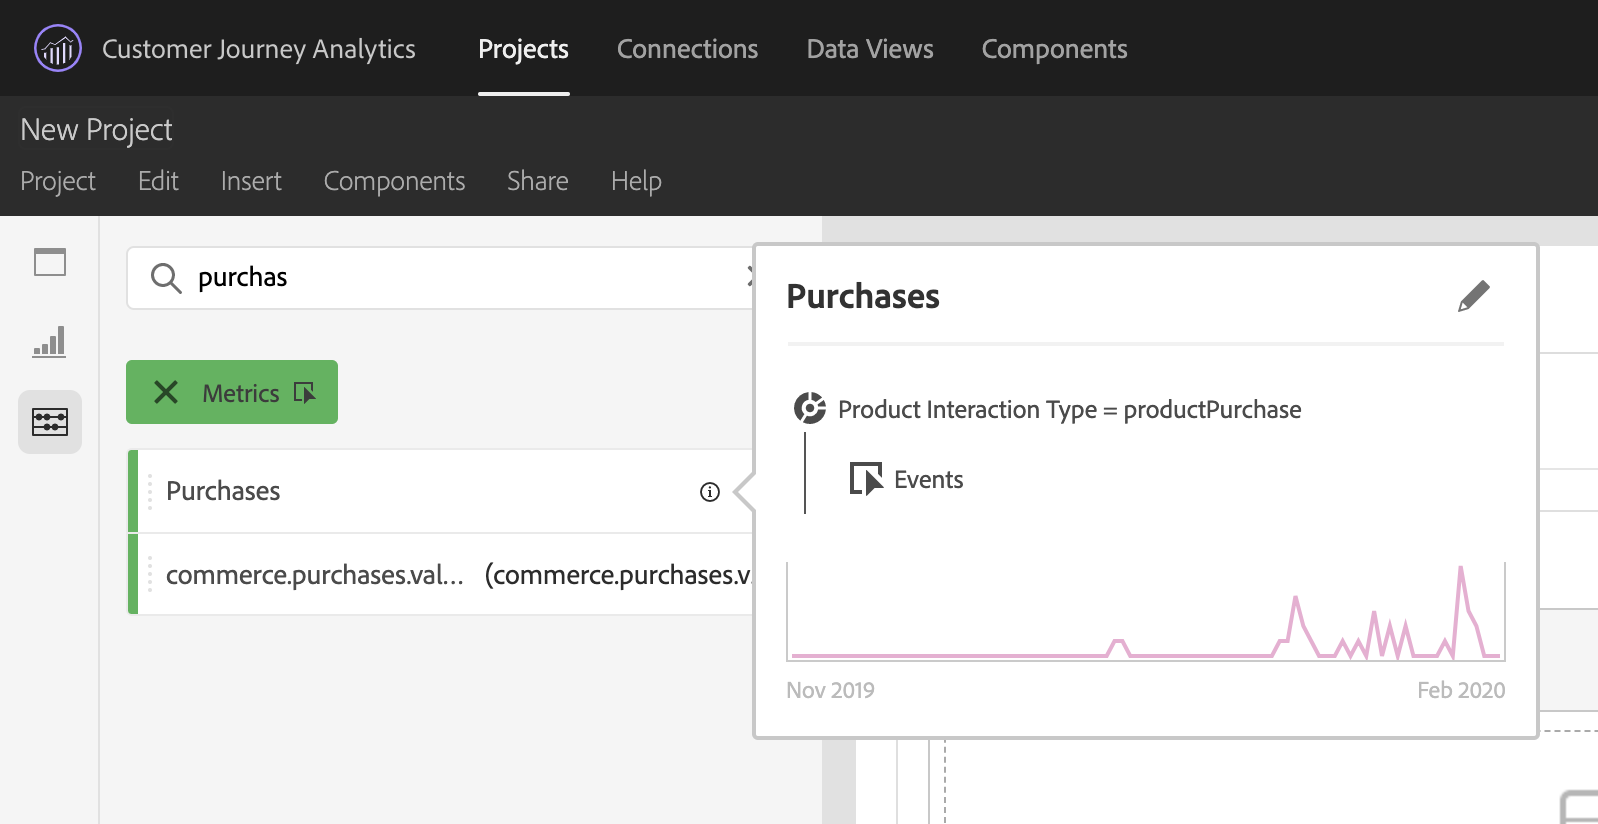 Customer Journey Analytics Projects Connections Data Views Components
New Project
Project Edit Insert Components Share Help
purchas
Metrics
Purchases
commerce.purchases.val... (commerce.purchases.v.
Purchases
Product Interaction Type = productPurchase
Events
Nov 2019 Feb 2020